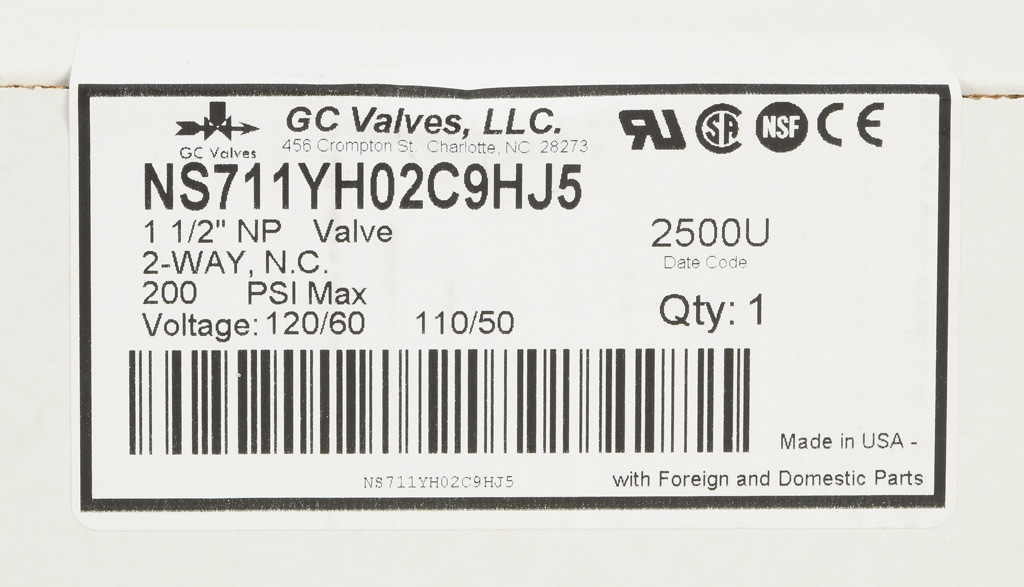 GC Valves
GC Valves, LLC.
456 Crompton St. Charlotte, NC 28273
NSF
CE
NS711YH02C9HJ5
1 1/2" NP Valve
2-WAY, N.C.
200 PSI Max
Voltage: 120/60 110/50
2500U
Date Code
Qty: 1
NS711YH02C9HJ5
Made in USA -
with Foreign and Domestic Parts